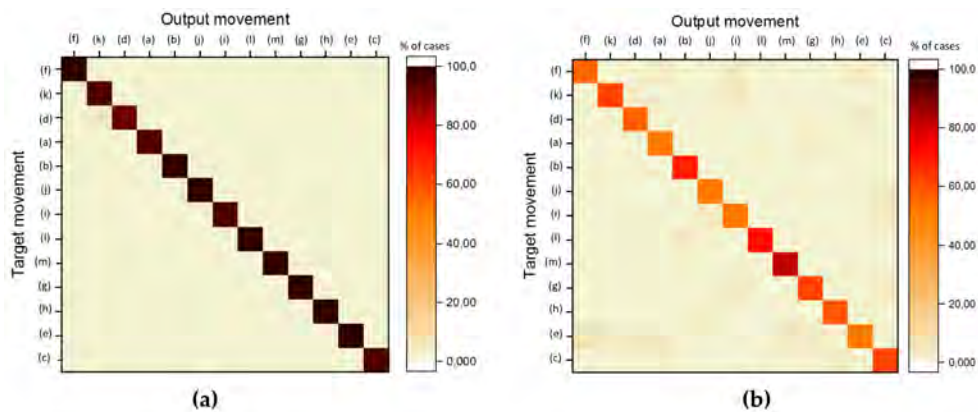 Output movement
(f) (k) (d) (a) (b) (j) (i) (l) (m) (g) (h) (e) (c)
% of cases
Target movement
(f)
(k)
(d)
(a)
(b)
(j)
(i)
(l)
(m)
(g)
(h)
(e)
(c)
100,0
80,00
60,00
40,00
20,00
0,000
(a)
Output movement
(f) (k) (d) (a) (b) (j) (i) (l) (m) (g) (h) (e) (c)
% of cases
Target movement
(f)
(k)
(d)
(a)
(b)
(j)
(i)
(l)
(m)
(g)
(h)
(e)
(c)
100,0
80,00
60,00
40,00
20,00
0,000
(b)